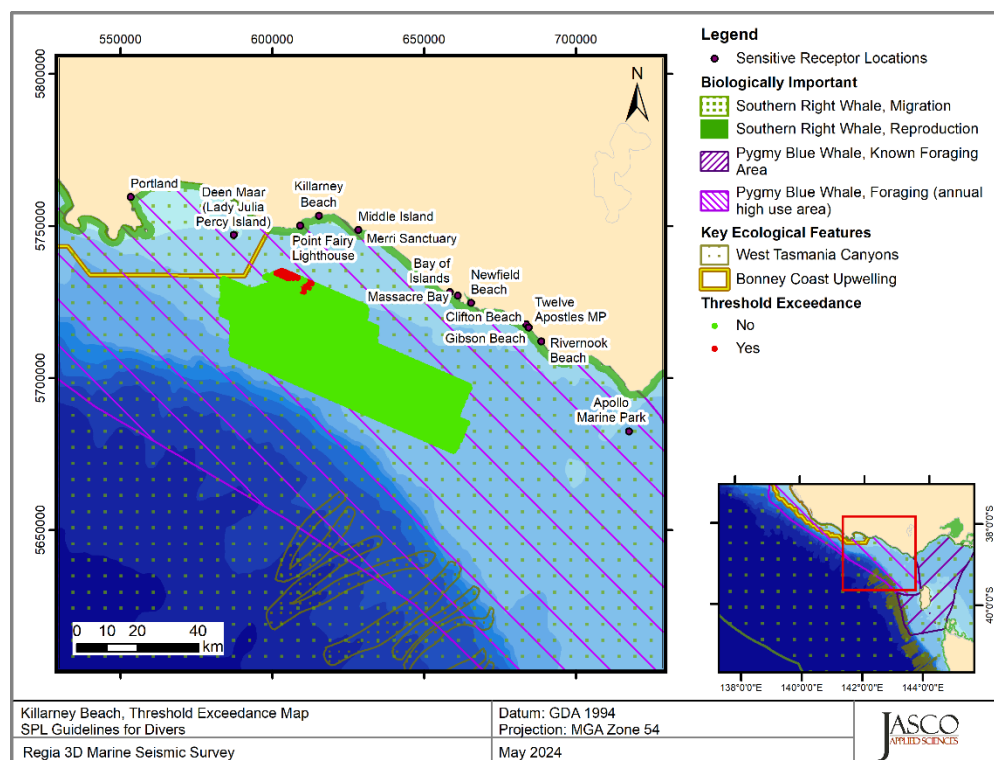 550000
600000
650000
700000
5800000
5750000
5700000
5650000
N
Portland
Deen Maar
(Lady Julia
Percy Island)
Killarney
Beach
Point Fairy
Lighthouse
Middle Island
Merri Sanctuary
Bay of
Islands
Massacre Bay
Newfield
Beach
Clifton Beach
Twelve
Apostles MP
Gibson Beach
Rivernook
Beach
Apollo
Marine Park
0 10 20 40
km
Legend
Sensitive Receptor Locations
Biologically Important
Southern Right Whale, Migration
Southern Right Whale, Reproduction
Pygmy Blue Whale, Known Foraging
Area
Pygmy Blue Whale, Foraging (annual
high use area)
Key Ecological Features
West Tasmania Canyons
Bonney Coast Upwelling
Threshold Exceedance
No
Yes
38°0'0"S
40°0'0"S
138°0'0"E
140°0'0"E
142°0'0"E
144°0'0"E
Killarney Beach, Threshold Exceedance Map
SPL Guidelines for Divers
Regia 3D Marine Seismic Survey
Datum: GDA 1994
Projection: MGA Zone 54
May 2024
JASCO
APPLIED SCIENCES